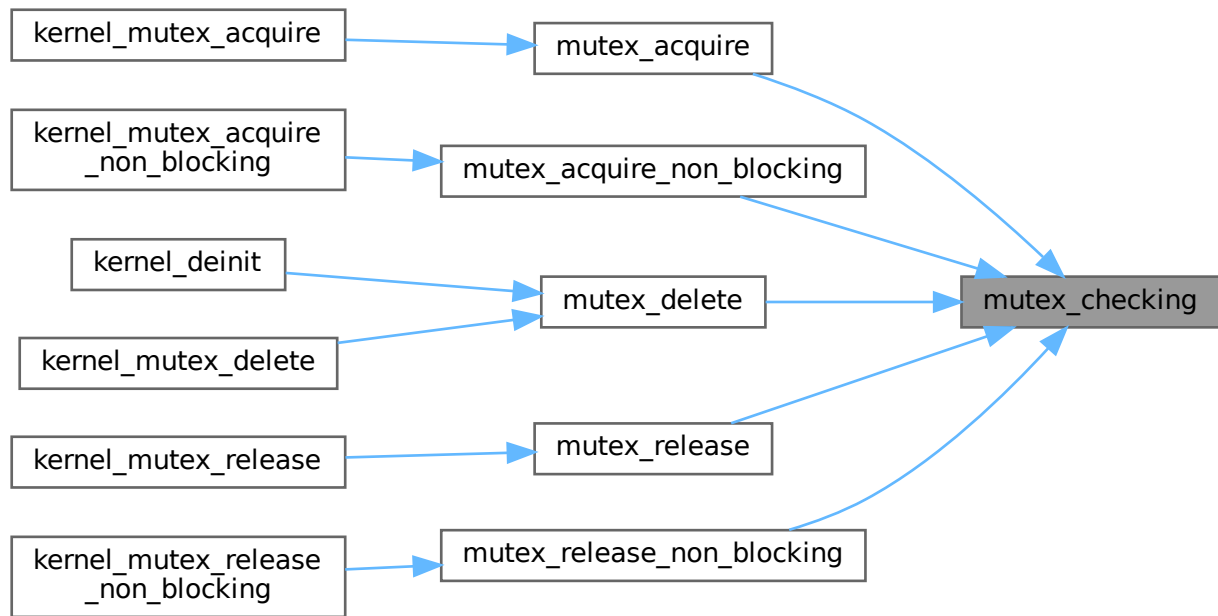 kernel_mutex_acquire
mutex_acquire
kernel_mutex_acquire
_non_blocking
mutex_acquire_non_blocking
kernel_deinit
mutex_delete
mutex_checking
kernel_mutex_delete
kernel_mutex_release
mutex_release
kernel_mutex_release
_non_blocking
mutex_release_non_blocking